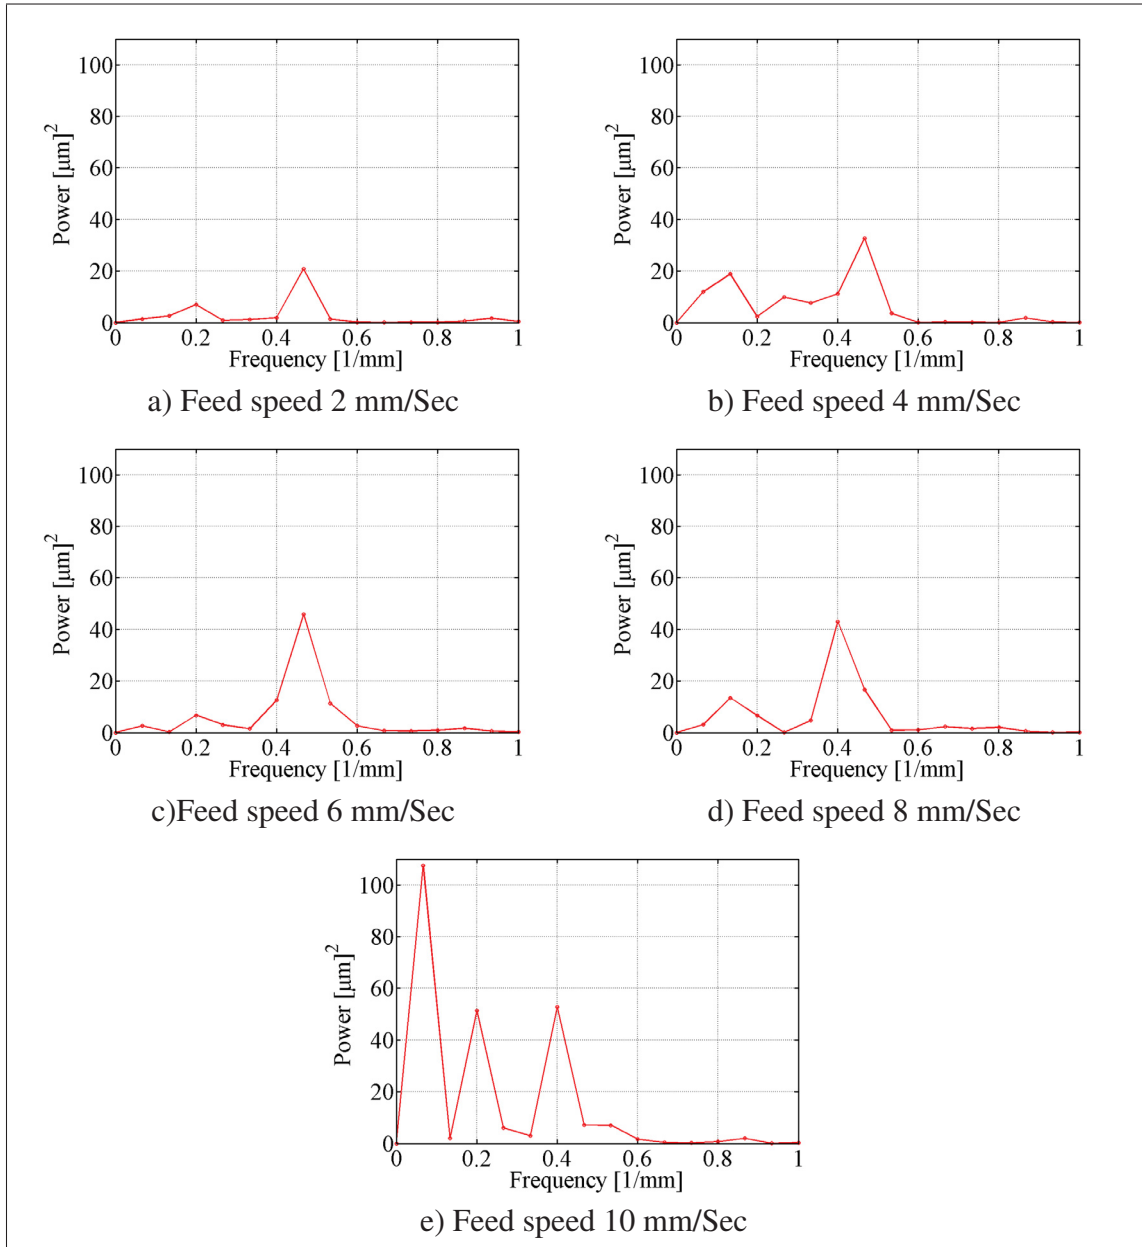 100
80
60
40
20
0
Power [μm]²
0 0.2 0.4 0.6 0.8 1
Frequency [1/mm]
a) Feed speed 2 mm/Sec
100
80
60
40
20
0
Power [μm]²
0 0.2 0.4 0.6 0.8 1
Frequency [1/mm]
b) Feed speed 4 mm/Sec
100
80
60
40
20
0
Power [μm]²
0 0.2 0.4 0.6 0.8 1
Frequency [1/mm]
c)Feed speed 6 mm/Sec
100
80
60
40
20
0
Power [μm]²
0 0.2 0.4 0.6 0.8 1
Frequency [1/mm]
d) Feed speed 8 mm/Sec
100
80
60
40
20
0
Power [μm]²
0 0.2 0.4 0.6 0.8 1
Frequency [1/mm]
e) Feed speed 10 mm/Sec